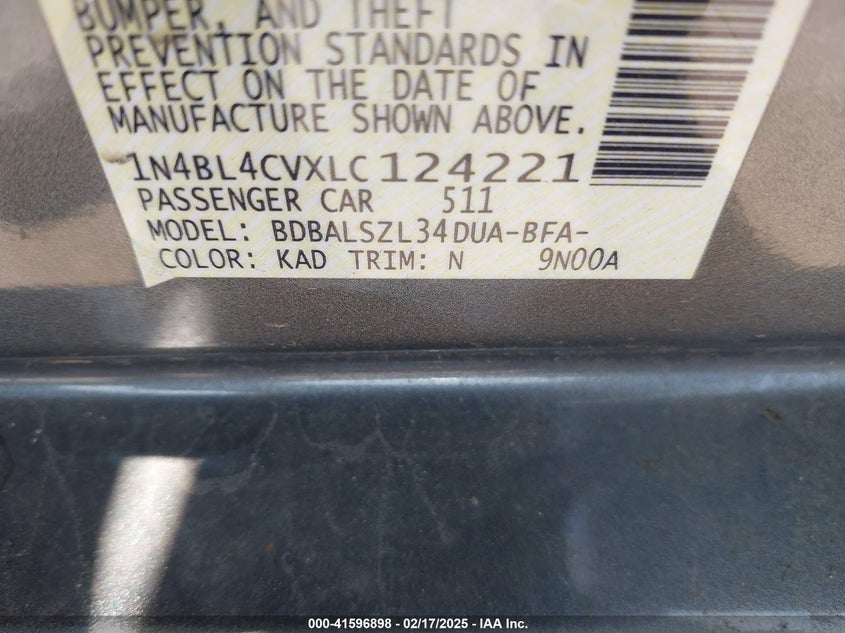 BUMPER, AND THEFT
PREVENTION STANDARDS IN
EFFECT ON THE DATE OF
MANUFACTURE SHOWN ABOVE.
1N4BL4CVXLC124221
PASSENGER CAR 511
MODEL: BDBALSZL34DUA-BFA-
COLOR: KAD TRIM: N 9N00A
000-41596898 - 02/17/2025 - IAA Inc.